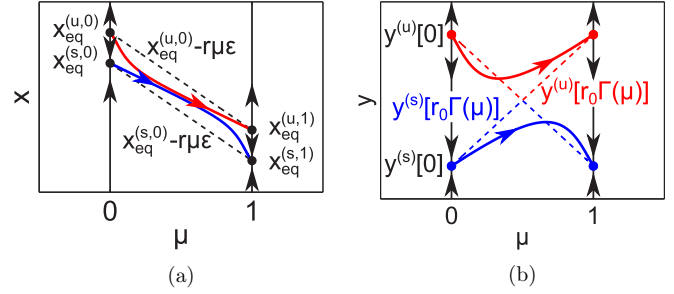 x_eq^(u,0)
x_eq^(s,0)
x_eq^(u,0)-rμε
x
x_eq^(s,0)-rμε
x_eq^(u,1)
x_eq^(s,1)
0
1
μ
(a)
y^(u)[0]
y
y^(s)[r_0Γ(μ)]
y^(u)[r_0Γ(μ)]
y^(s)[0]
0
1
μ
(b)